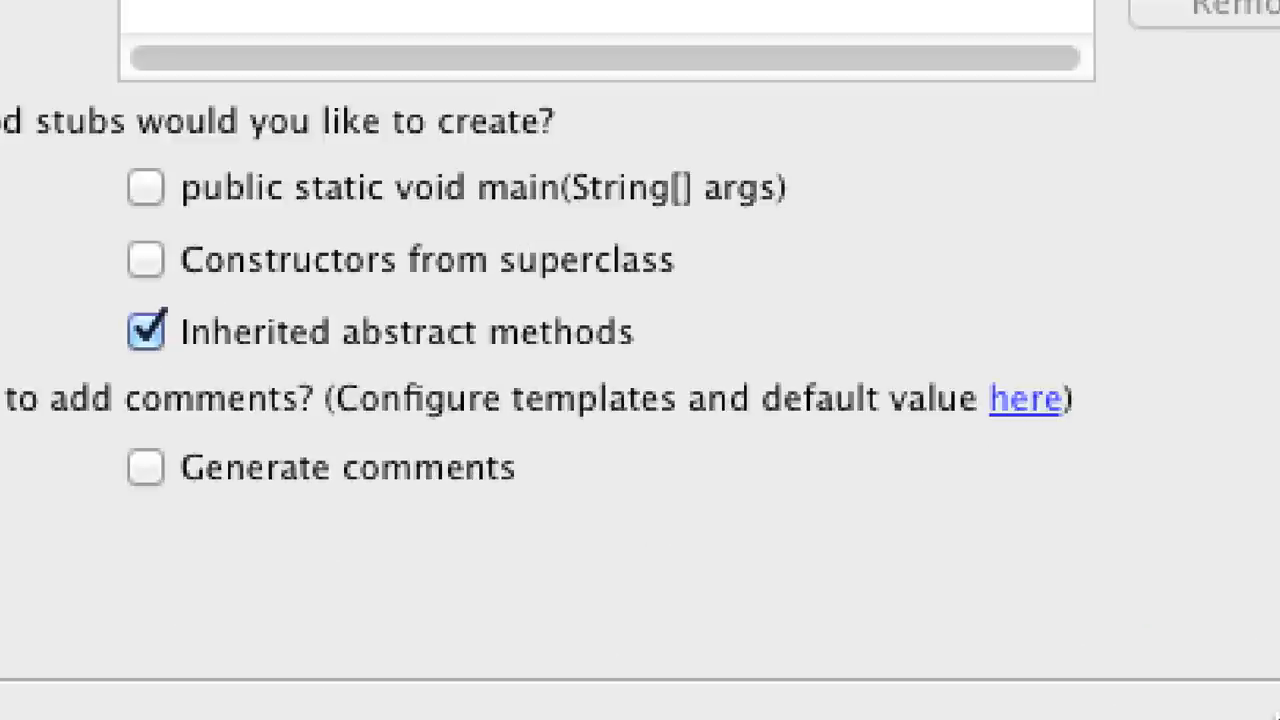 stubs would you like to create?
public static void main(String[] args)
Constructors from superclass
Inherited abstract methods
to add comments? (Configure templates and default value here)
Generate comments